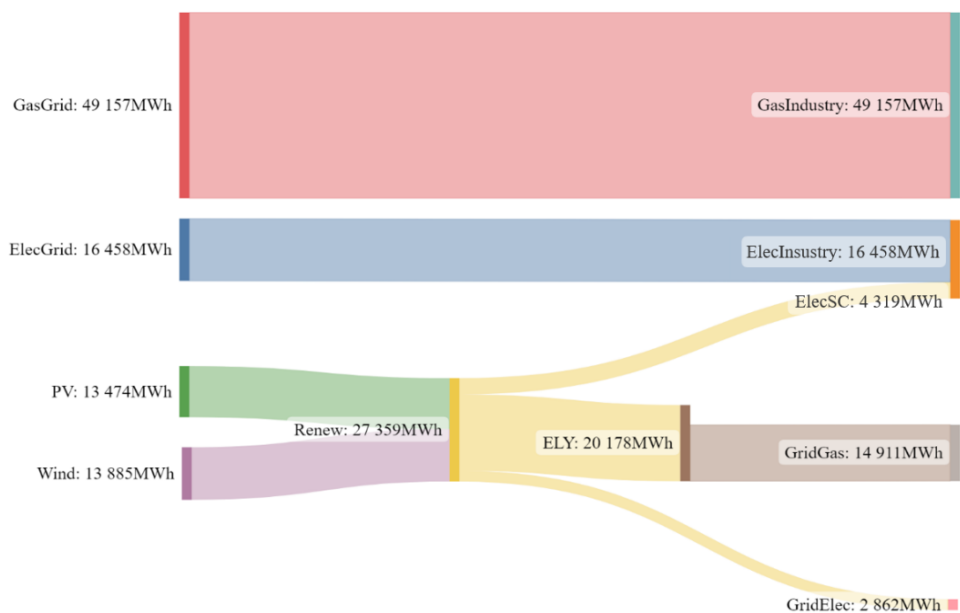 GasGrid: 49 157MWh
GasIndustry: 49 157MWh
ElecGrid: 16 458MWh
ElecInsustry: 16 458MWh
ElecSC: 4 319MWh
PV: 13 474MWh
Renew: 27 359MWh
ELY: 20 178MWh
GridGas: 14 911MWh
Wind: 13 885MWh
GridElec: 2 862MWh